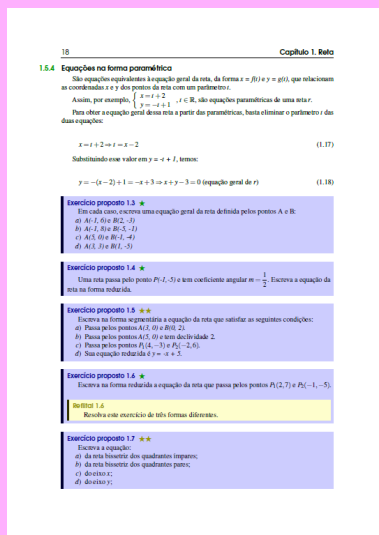 18 Capítulo 1. Reta
1.5.4 Equações na forma paramétrica
São equações equivalentes à equação geral da reta, da forma x = f(t) e y = g(t), que relacionam
as coordenadas x e y dos pontos da reta com um parâmetro t.
Assim, por exemplo, { x = t + 2 y = −t + 1 , t ∈ ℝ, são equações paramétricas de uma reta r.
Para obter a equação geral dessa reta a partir das paramétricas, basta eliminar o parâmetro t das
duas equações:
x = t + 2 ⇒ t = x − 2 (1.17)
Substituindo esse valor em y = -t + 1, temos:
y = −(x − 2) + 1 = −x + 3 ⇒ x + y − 3 = 0 (equação geral de r) (1.18)
Exercício proposto 1.3 ★
Em cada caso, escreva uma equação geral da reta definida pelos pontos A e B:
a) A(-1, 6) e B(2, -3)
b) A(-1, 8) e B(-5, -1)
c) A(5, 0) e B(-1, -4)
d) A(3, 3) e B(1, -5)
Exercício proposto 1.4 ★
Uma reta passa pelo ponto P(-1,-5) e tem coeficiente angular m = 1/2. Escreva a equação da
reta na forma reduzida.
Exercício proposto 1.5 ★★
Escreva na forma segmentária a equação da reta que satisfaz as seguintes condições:
a) Passa pelos pontos A(3, 0) e B(0, 2).
b) Passa pelos pontos A(5, 0) e tem declividade 2.
c) Passa pelos pontos P₁(4, −3) e P₂(−2, 6).
d) Sua equação reduzida é y = -x + 5.
Exercício proposto 1.6 ★
Escreva na forma reduzida a equação da reta que passa pelos pontos P₁(2, 7) e P₂(−1, −5).
Refltta! 1.6
Resolva este exercício de três formas diferentes.
Exercício proposto 1.7 ★★
Escreva a equação:
a) da reta bissetriz dos quadrantes ímpares;
b) da reta bissetriz dos quadrantes pares;
c) do eixo x;
d) do eixo y;